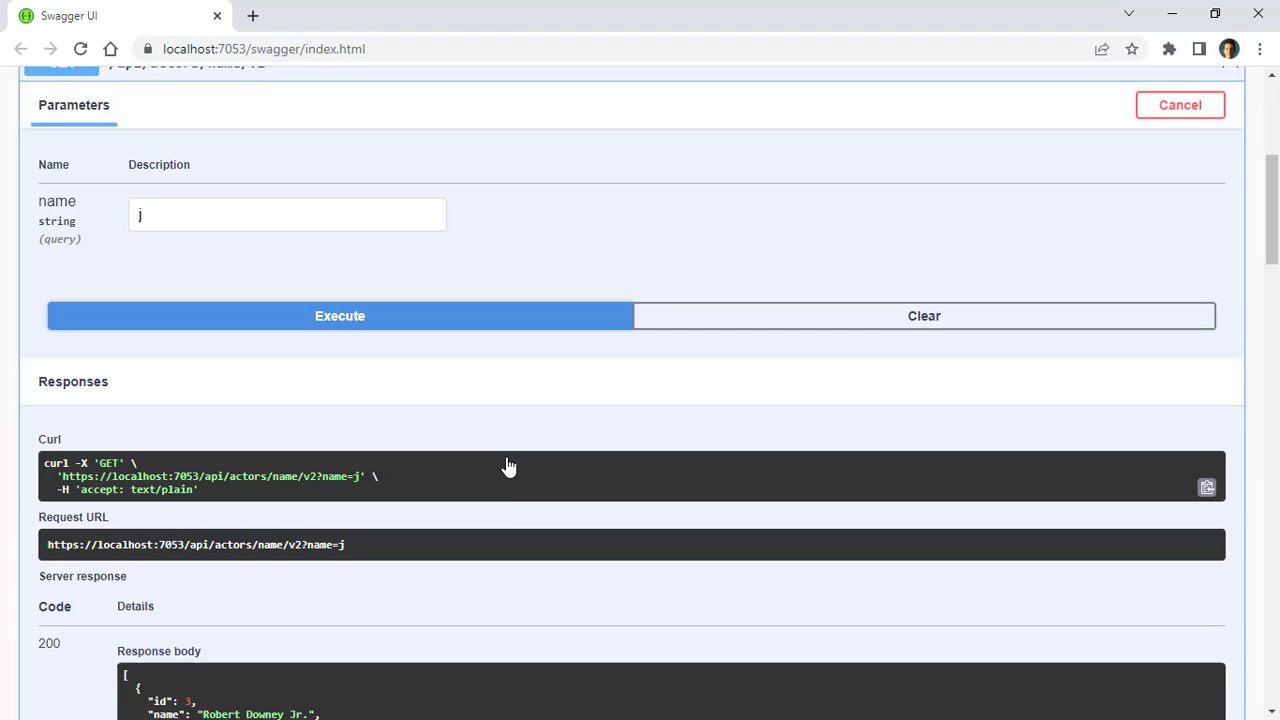 Swagger UI
localhost:7053/swagger/index.html
Parameters
Cancel
Name
Description
name
string
(query)
j
Execute
Clear
Responses
Curl
curl -X 'GET' \
'https://localhost:7053/api/actors/name/v2?name=j' \
-H 'accept: text/plain'
Request URL
https://localhost:7053/api/actors/name/v2?name=j
Server response
Code
Details
200
Response body
[
{
"id": 3,
"name": "Robert Downey Jr.",